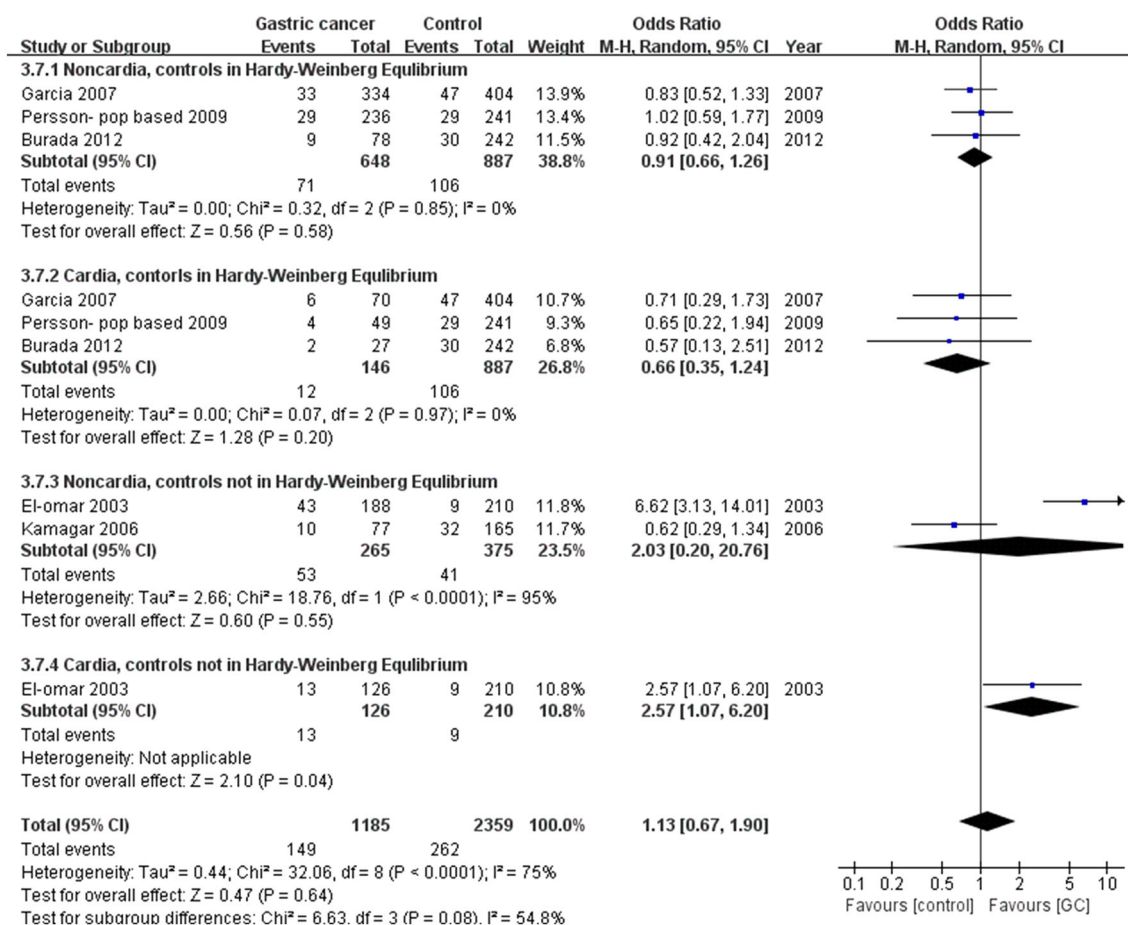 Gastric cancer Control Odds Ratio Odds Ratio
Study or Subgroup Events Total Events Total Weight M-H, Random, 95% CI Year M-H, Random, 95% CI
3.7.1 Noncardia, controls in Hardy-Weinberg Equlibrium
Garcia 2007 33 334 47 404 13.9% 0.83 [0.52, 1.33] 2007
Persson- pop based 2009 29 236 29 241 13.4% 1.02 [0.59, 1.77] 2009
Burada 2012 9 78 30 242 11.5% 0.92 [0.42, 2.04] 2012
Subtotal (95% CI) 648 887 38.8% 0.91 [0.66, 1.26]
Total events 71 106
Heterogeneity: Tau² = 0.00; Chi² = 0.32, df = 2 (P = 0.85); I² = 0%
Test for overall effect: Z = 0.56 (P = 0.58)
3.7.2 Cardia, contorls in Hardy-Weinberg Equlibrium
Garcia 2007 6 70 47 404 10.7% 0.71 [0.29, 1.73] 2007
Persson- pop based 2009 4 49 29 241 9.3% 0.65 [0.22, 1.94] 2009
Burada 2012 2 27 30 242 6.8% 0.57 [0.13, 2.51] 2012
Subtotal (95% CI) 146 887 26.8% 0.66 [0.35, 1.24]
Total events 12 106
Heterogeneity: Tau² = 0.00; Chi² = 0.07, df = 2 (P = 0.97); I² = 0%
Test for overall effect: Z = 1.28 (P = 0.20)
3.7.3 Noncardia, controls not in Hardy-Weinberg Equlibrium
El-omar 2003 43 188 9 210 11.8% 6.62 [3.13, 14.01] 2003
Kamagar 2006 10 77 32 165 11.7% 0.62 [0.29, 1.34] 2006
Subtotal (95% CI) 265 375 23.5% 2.03 [0.20, 20.76]
Total events 53 41
Heterogeneity: Tau² = 2.66; Chi² = 18.76, df = 1 (P < 0.0001); I² = 95%
Test for overall effect: Z = 0.60 (P = 0.55)
3.7.4 Cardia, controls not in Hardy-Weinberg Equlibrium
El-omar 2003 13 126 9 210 10.8% 2.57 [1.07, 6.20] 2003
Subtotal (95% CI) 126 210 10.8% 2.57 [1.07, 6.20]
Total events 13 9
Heterogeneity: Not applicable
Test for overall effect: Z = 2.10 (P = 0.04)
Total (95% CI) 1185 2359 100.0% 1.13 [0.67, 1.90]
Total events 149 262
Heterogeneity: Tau² = 0.44; Chi² = 32.06, df = 8 (P < 0.0001); I² = 75%
Test for overall effect: Z = 0.47 (P = 0.64)
Test for subgroup differences: Chi² = 6.63, df = 3 (P = 0.08), I² = 54.8%
0.1 0.2 0.5 1 2 5 10
Favours [control] Favours [GC]